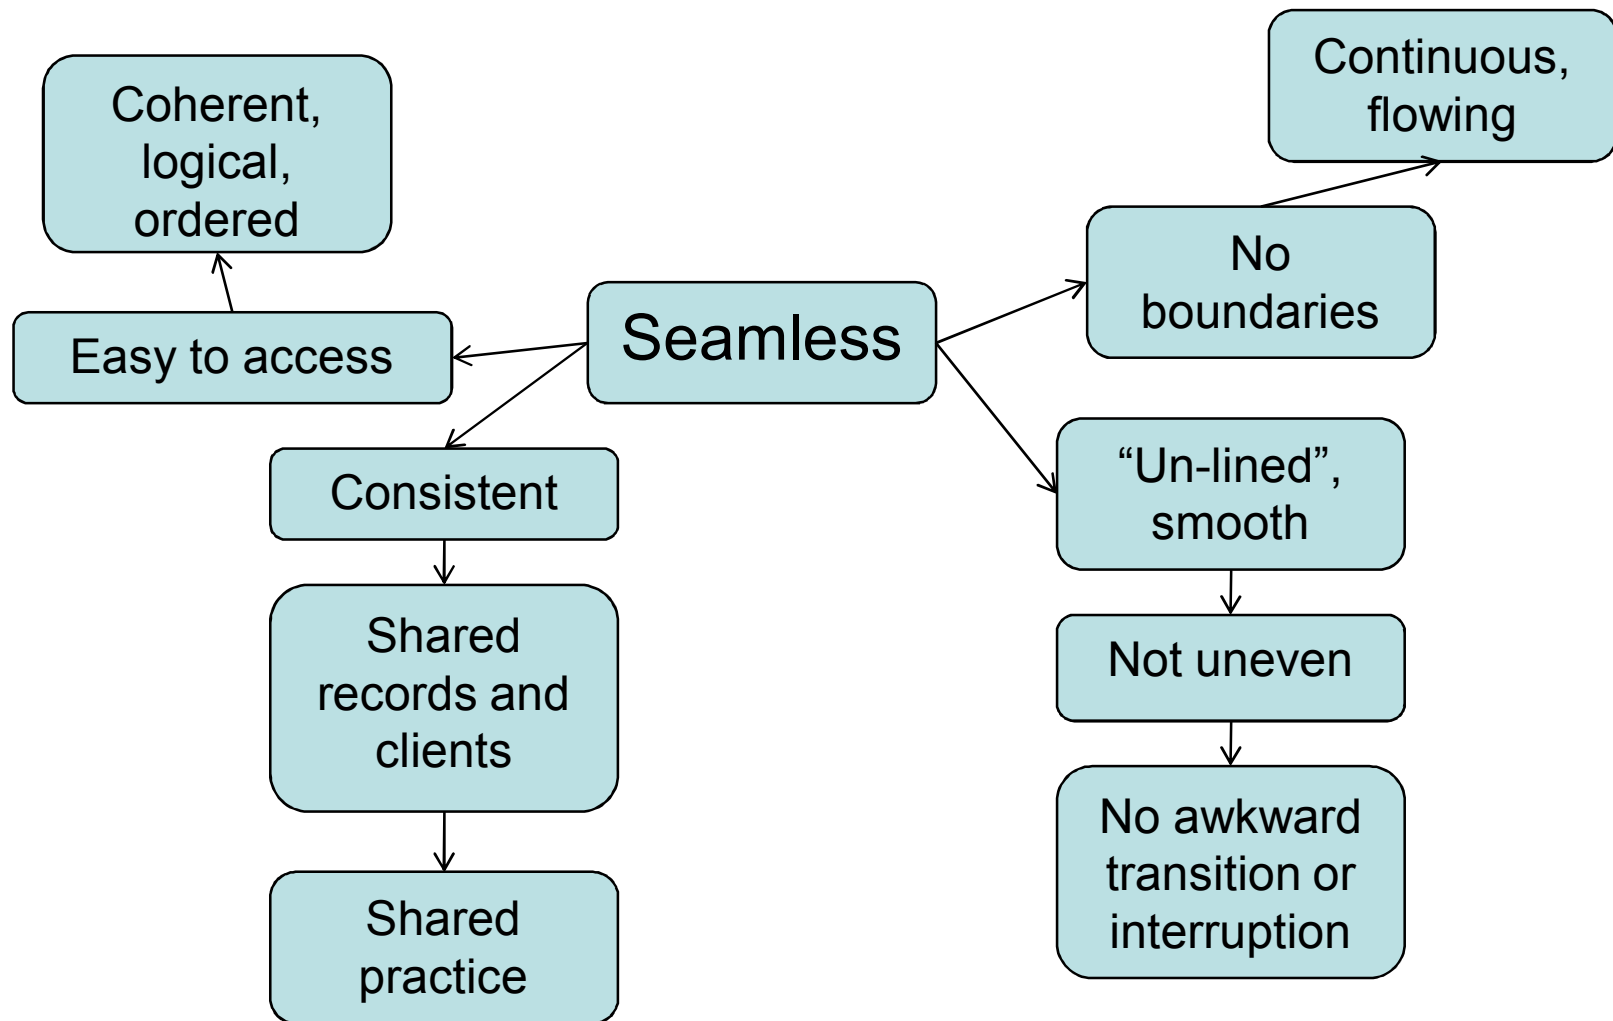 Continuous,
flowing
Coherent,
logical,
ordered
No
boundaries
Seamless
Easy to access
“Un-lined”,
smooth
Consistent
Shared
records and
clients
Not uneven
No awkward
transition or
interruption
Shared
practice